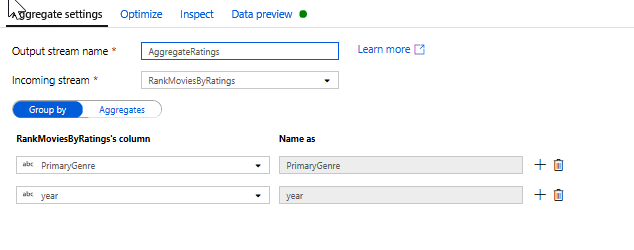 Aggregate settings Optimize Inspect Data preview
Output stream name * AggregateRatings Learn more
Incoming stream * RankMoviesByRatings
Group by Aggregates
RankMoviesByRatings's column Name as
abc PrimaryGenre PrimaryGenre
abc year year